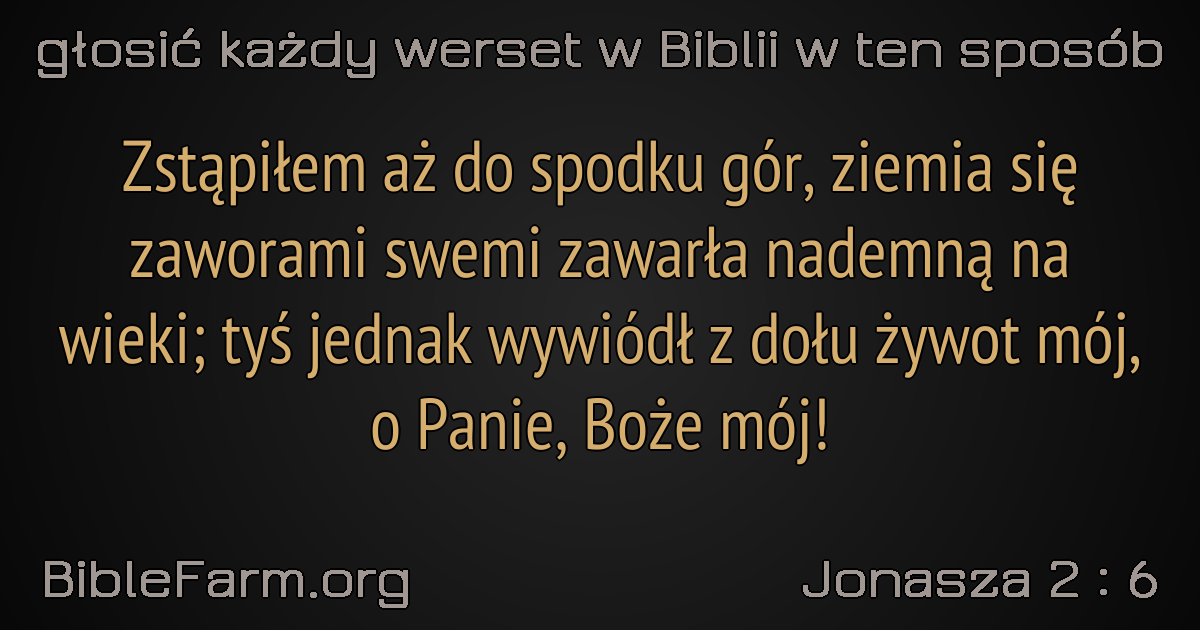 głosić każdy werset w Biblii w ten sposób
Zstąpiłem aż do spodku gór, ziemia się
zaworami swemi zawarła nademną na
wieki; tyś jednak wywiódł z dołu żywot mój,
o Panie, Boże mój!
BibleFarm.org
Jonasza 2 : 6